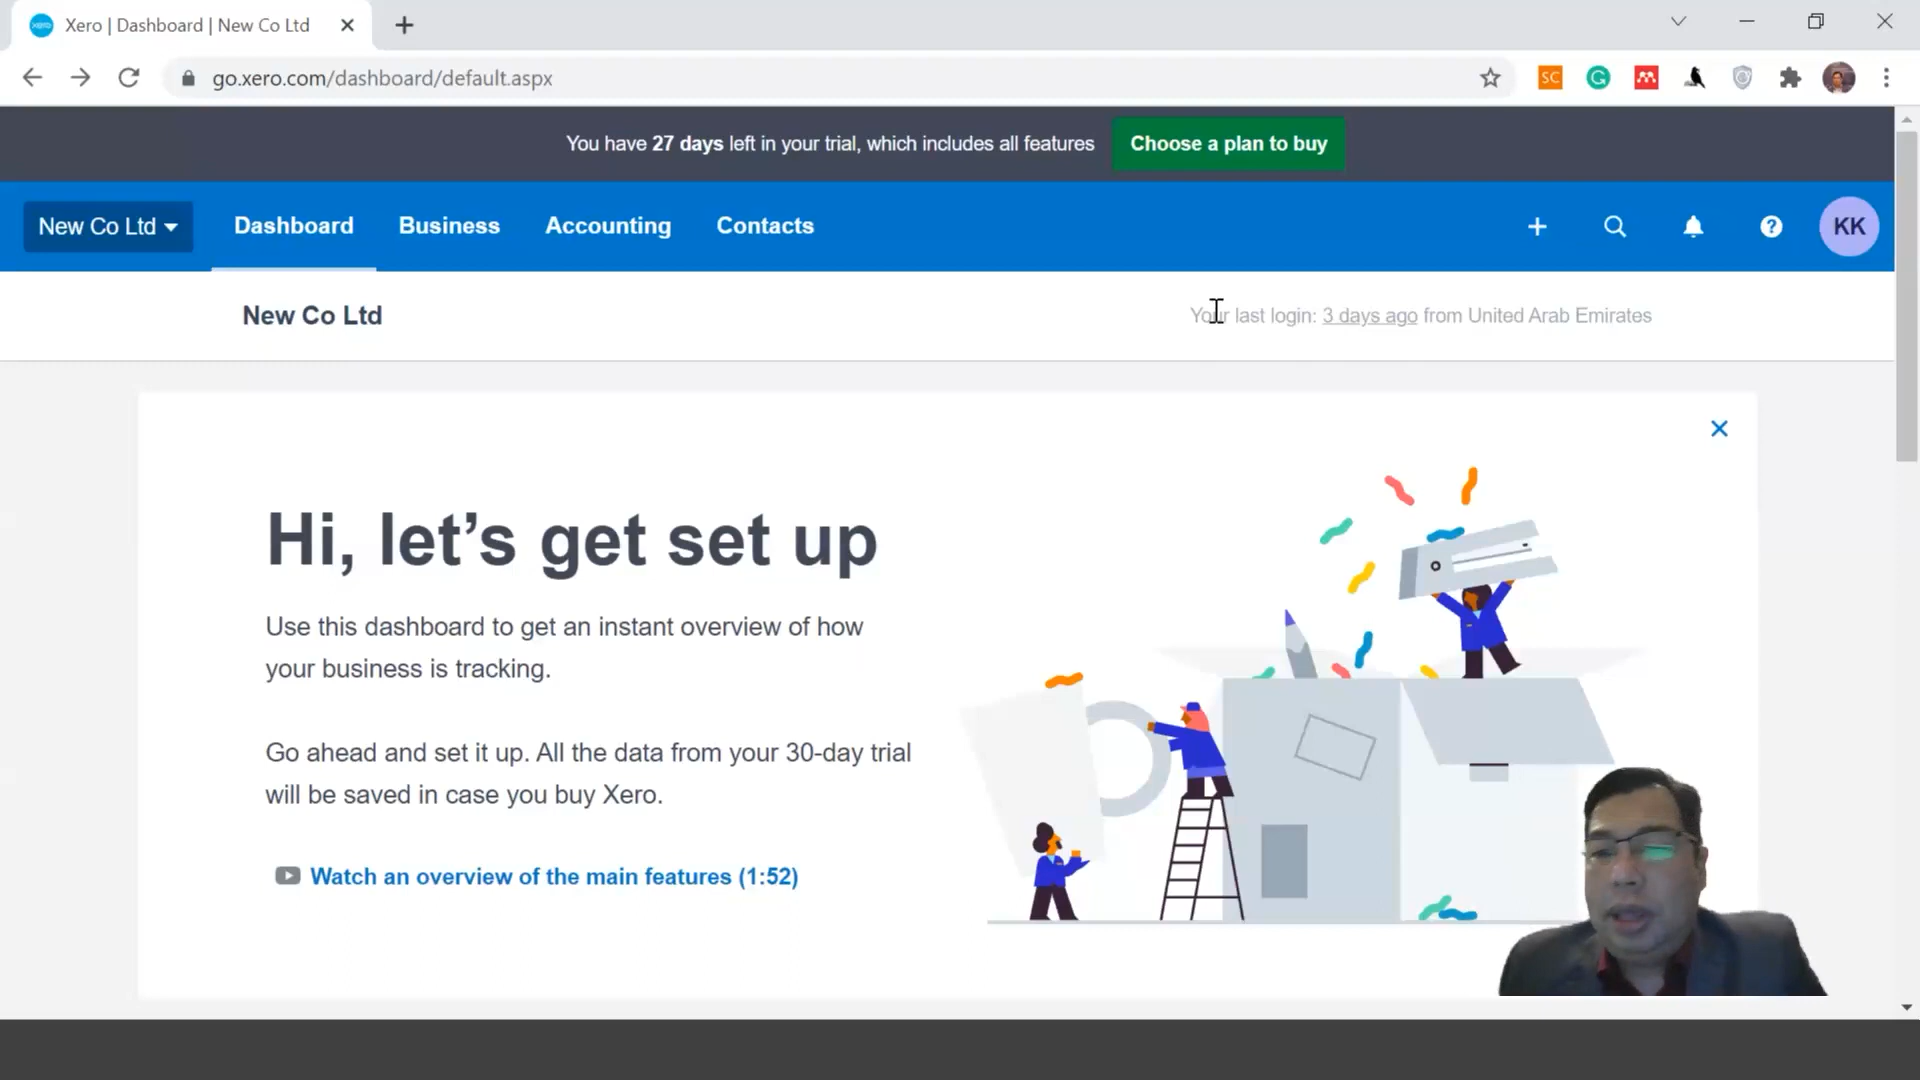 Xero | Dashboard | New Co Ltd
go.xero.com/dashboard/default.aspx
SC
You have 27 days left in your trial, which includes all features
Choose a plan to buy
New Co Ltd
Dashboard
Business
Accounting
Contacts
KK
New Co Ltd
Your last login: 3 days ago from United Arab Emirates
Hi, let’s get set up
Use this dashboard to get an instant overview of how
your business is tracking.
Go ahead and set it up. All the data from your 30-day trial
will be saved in case you buy Xero.
Watch an overview of the main features (1:52)